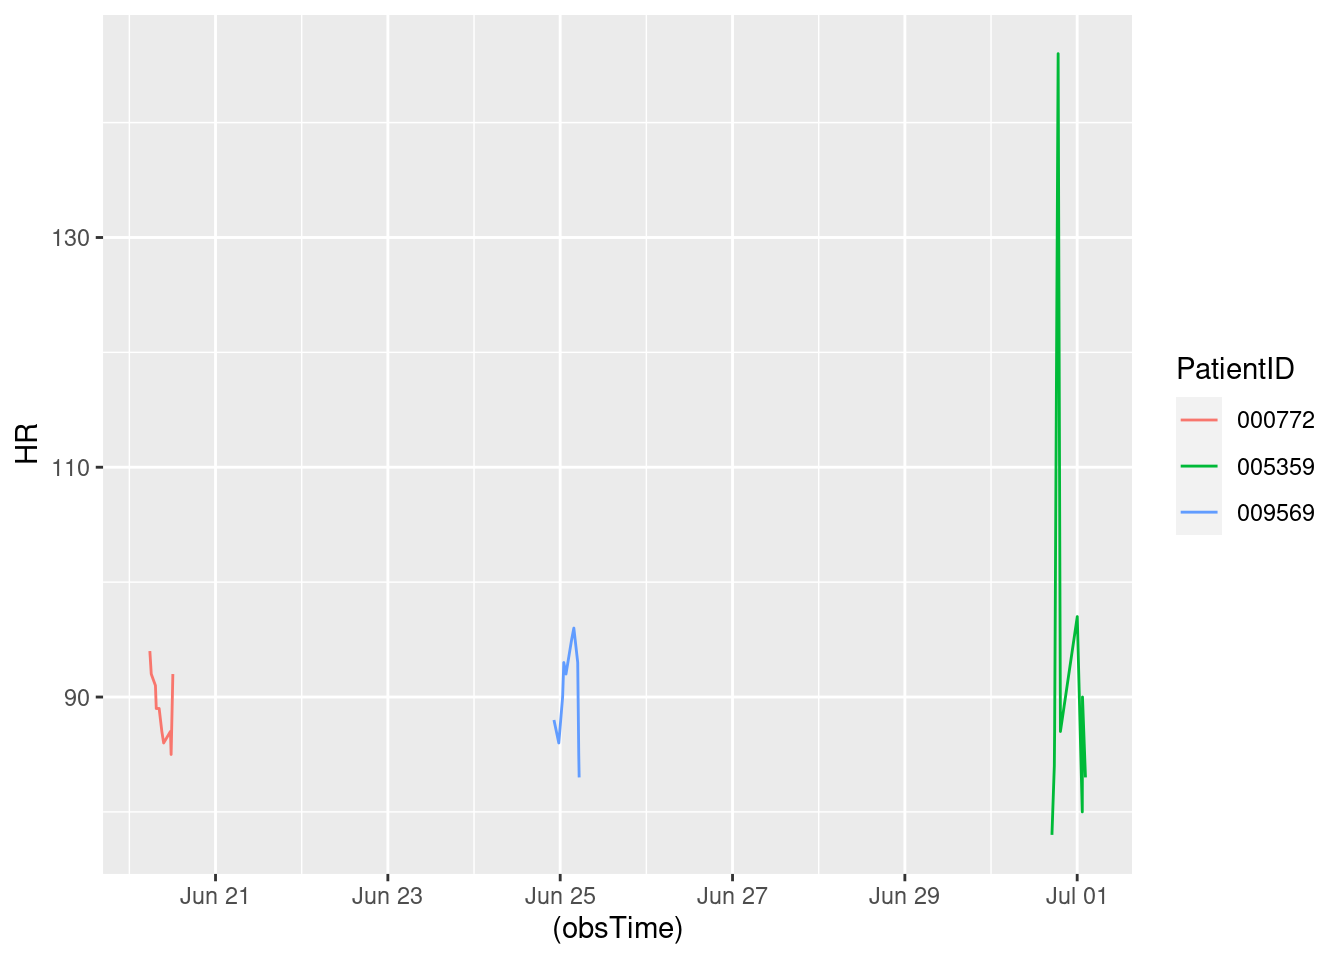 130
110
90
HR
Jun 21
Jun 23
Jun 25
Jun 27
Jun 29
Jul 01
(obsTime)
PatientID
000772
005359
009569